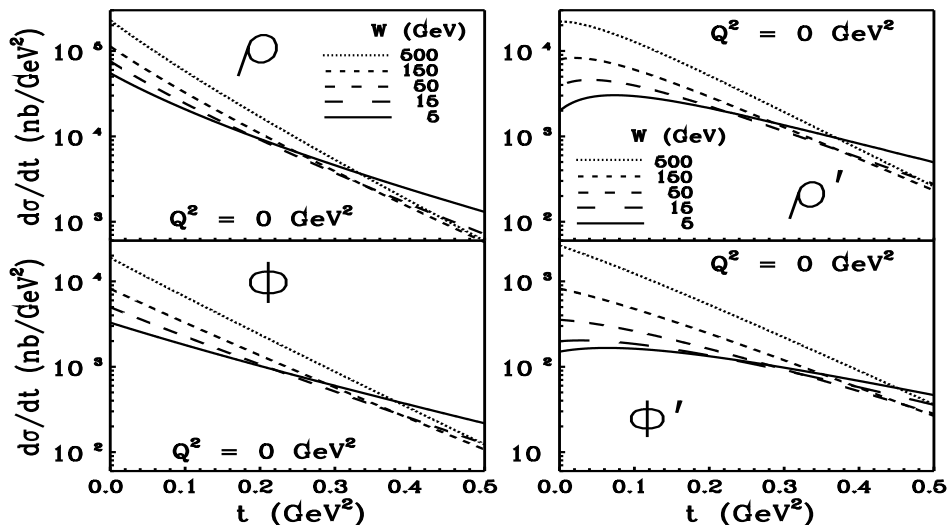 dσ/dt (nb/GeV²)
10⁵
10⁴
10³
ρ
W (GeV)
500
150
50
15
5
Q² = 0 GeV²
10⁴
10³
10²
Q² = 0 GeV²
W (GeV)
500
150
50
15
5
ρ′
dσ/dt (nb/GeV²)
10⁴
10³
10²
Φ
Q² = 0 GeV²
0.0 0.1 0.2 0.3 0.4 0.5
t (GeV²)
10³
10²
10
Q² = 0 GeV²
Φ′
0.0 0.1 0.2 0.3 0.4 0.5
t (GeV²)